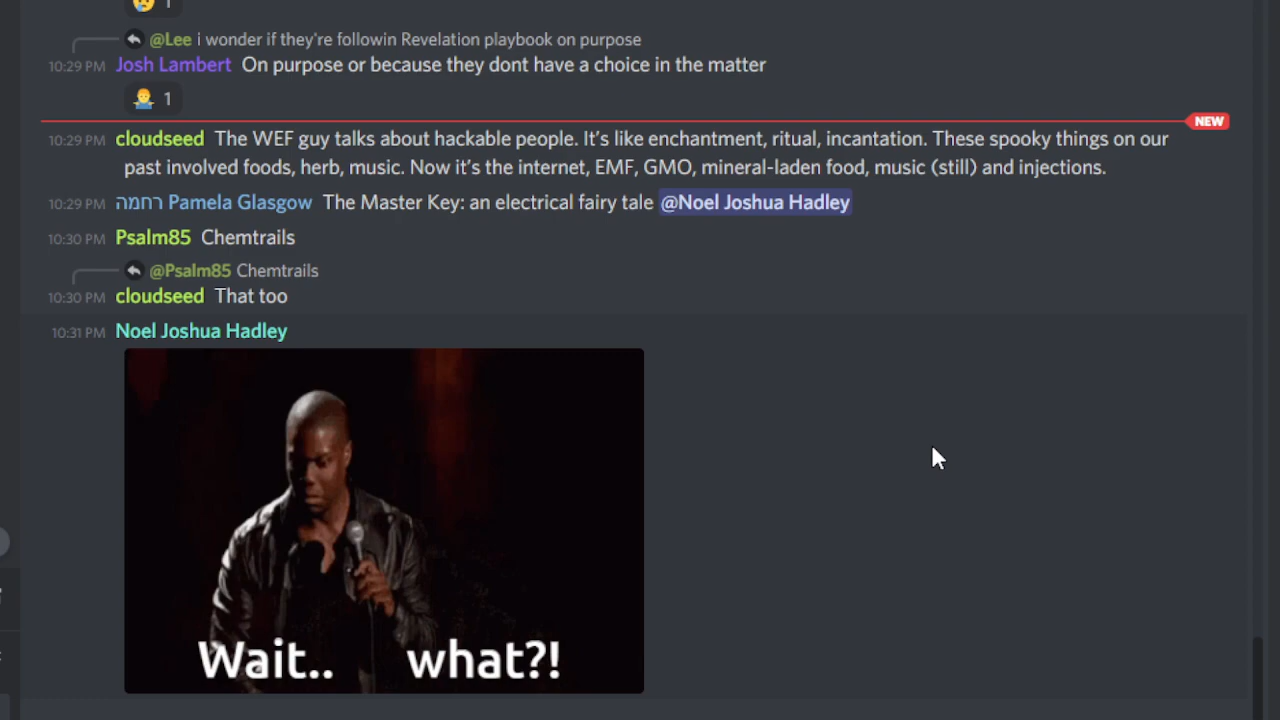 1
@Lee i wonder if they're followin Revelation playbook on purpose
10:29 PM Josh Lambert On purpose or because they dont have a choice in the matter
1
NEW
10:29 PM cloudseed The WEF guy talks about hackable people. It's like enchantment, ritual, incantation. These spooky things on our
past involved foods, herb, music. Now it's the internet, EMF, GMO, mineral-laden food, music (still) and injections.
10:29 PM רחמה Pamela Glasgow The Master Key: an electrical fairy tale @Noel Joshua Hadley
10:30 PM Psalm85 Chemtrails
@Psalm85 Chemtrails
10:30 PM cloudseed That too
10:31 PM Noel Joshua Hadley
Wait.. what?!